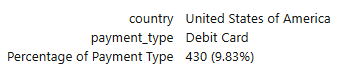 country United States of America
payment_type Debit Card
Percentage of Payment Type 430 (9.83%)